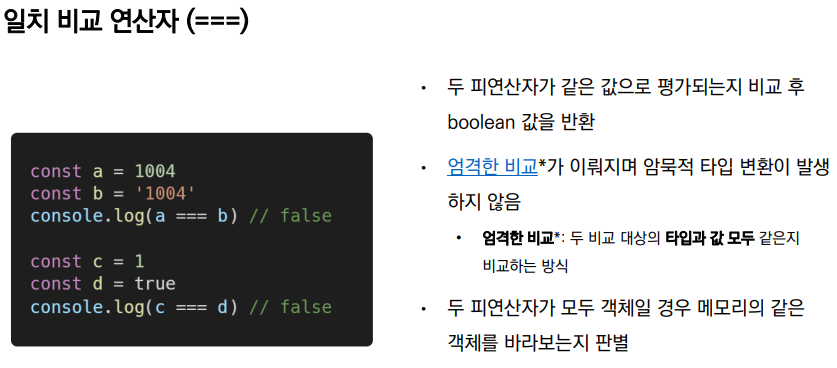 일치 비교 연산자 (===)
const a = 1004
const b = '1004'
console.log(a === b) // false
const c = 1
const d = true
console.log(c === d) // false
• 두 피연산자가 같은 값으로 평가되는지 비교 후
boolean 값을 반환
• 엄격한 비교*가 이뤄지며 암묵적 타입 변환이 발생
하지 않음
• 엄격한 비교*: 두 비교 대상의 타입과 값 모두 같은지
비교하는 방식
• 두 피연산자가 모두 객체일 경우 메모리의 같은
객체를 바라보는지 판별